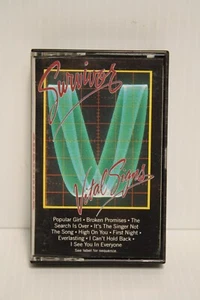 Survivor
Vital Signs
Popular Girl • Broken Promises • The
Search Is Over • It's The Singer Not
The Song • High On You • First Night •
Everlasting • I Can't Hold Back •
I See You In Everyone
See label for sequence.